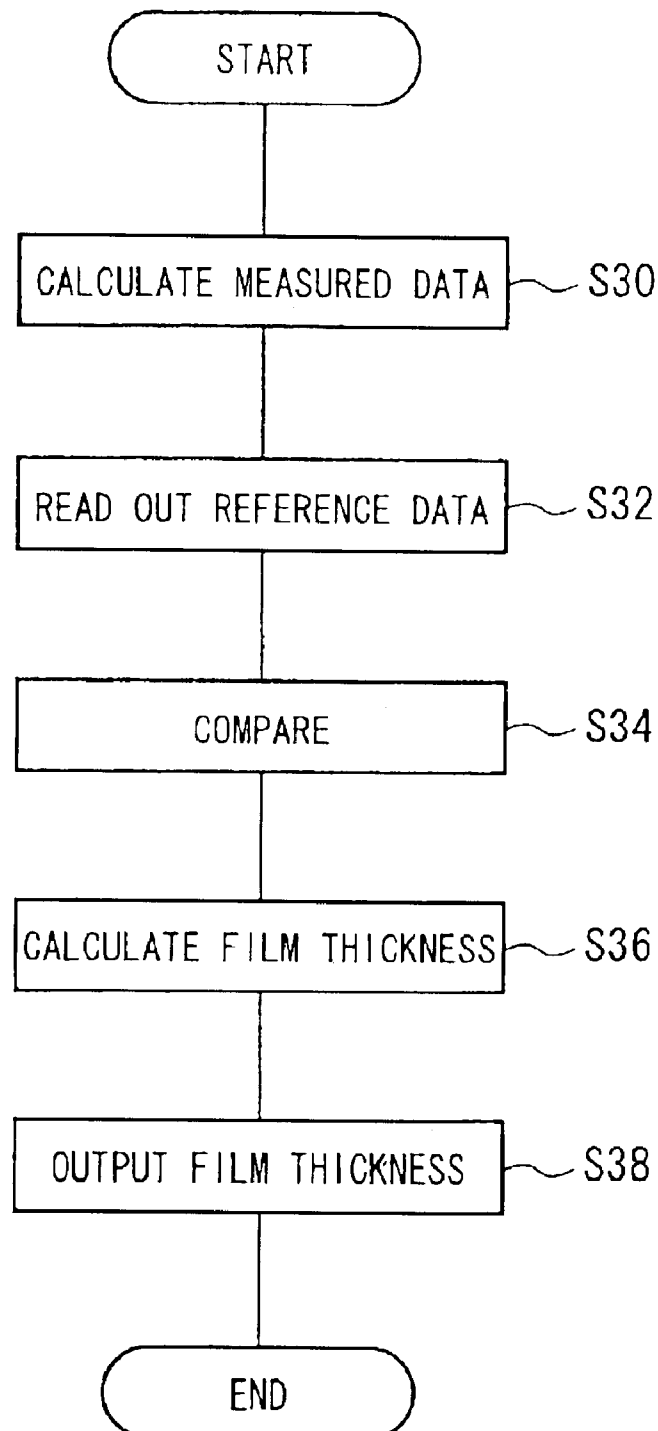 START
CALCULATE MEASURED DATA
S30
READ OUT REFERENCE DATA
S32
COMPARE
S34
CALCULATE FILM THICKNESS
S36
OUTPUT FILM THICKNESS
S38
END